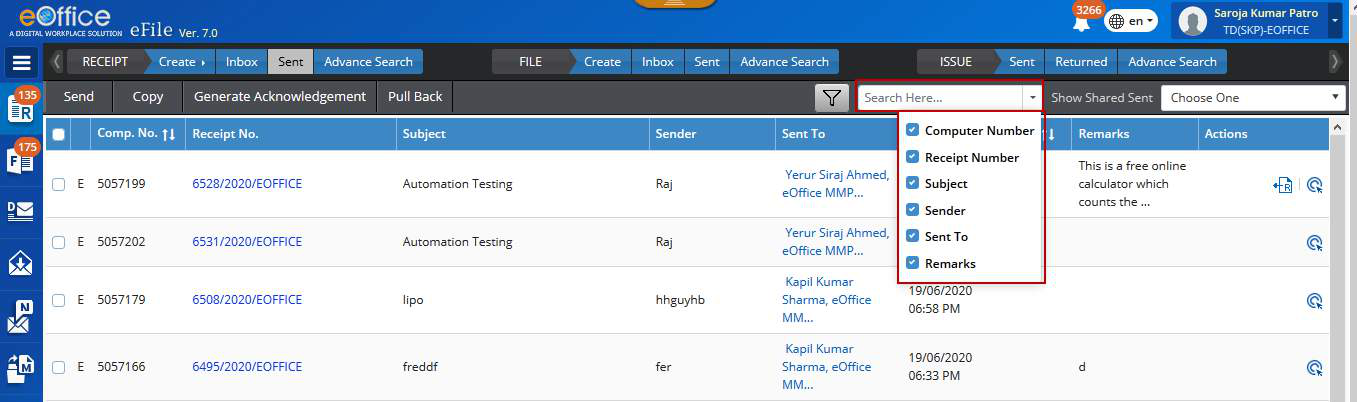 eOffice
A DIGITAL WORKPLACE SOLUTION
eFile Ver. 7.0
3266
en
Saroja Kumar Patro
TD(SKP)-EOFFICE
RECEIPT Create Inbox Sent Advance Search
FILE Create Inbox Sent Advance Search
ISSUE Sent Returned Advance Search
135
R
175
F
D
N
M
Send Copy Generate Acknowledgement Pull Back
Search Here...
Show Shared Sent
Choose One
Comp. No. Receipt No. Subject Sender Sent To Remarks Actions
Computer Number
Receipt Number
Subject
Sender
Sent To
Remarks
E 5057199 6528/2020/EOFFICE Automation Testing Raj
Yerur Siraj Ahmed,
eOffice MMP...
This is a free online
calculator which
counts the ...
R
E 5057202 6531/2020/EOFFICE Automation Testing Raj
Yerur Siraj Ahmed,
eOffice MMP...
E 5057179 6508/2020/EOFFICE lipo hhguyhb
Kapil Kumar
Sharma, eOffice
MM...
19/06/2020
06:58 PM
E 5057166 6495/2020/EOFFICE freddf fer
Kapil Kumar
Sharma, eOffice
MM...
19/06/2020
06:33 PM
d